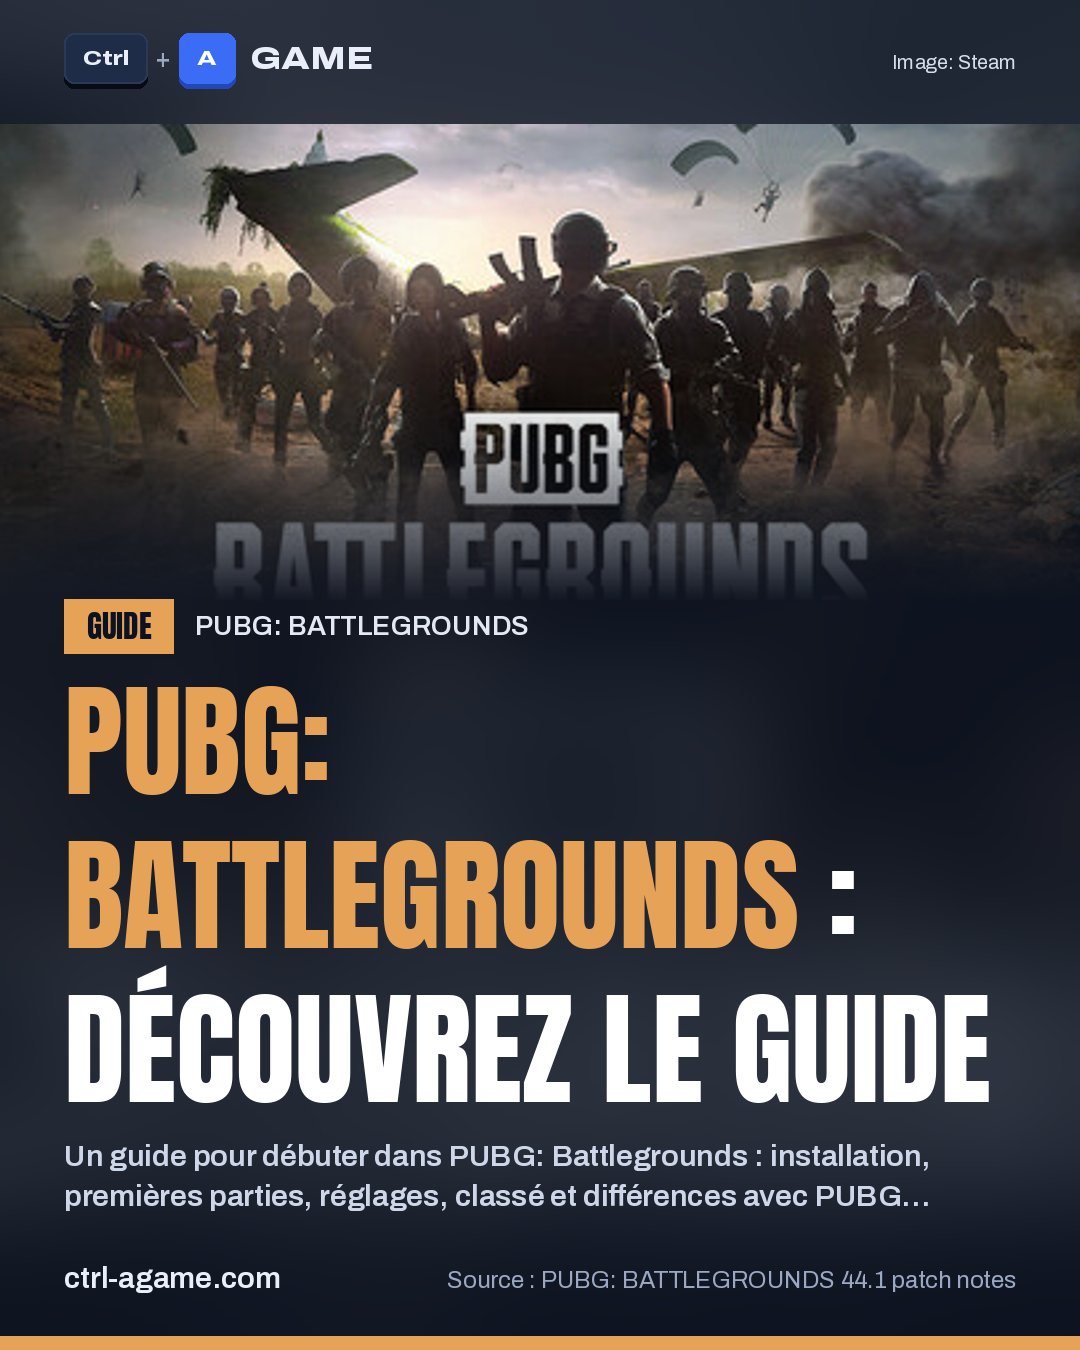 Ctrl + A GAME
Image: Steam
PUBG
BATTLEGROUNDS
GUIDE PUBG: BATTLEGROUNDS
PUBG:
BATTLEGROUNDS :
DÉCOUVREZ LE GUIDE
Un guide pour débuter dans PUBG: Battlegrounds : installation,
premières parties, réglages, classé et différences avec PUBG…
ctrl-agame.com
Source : PUBG: BATTLEGROUNDS 44.1 patch notes